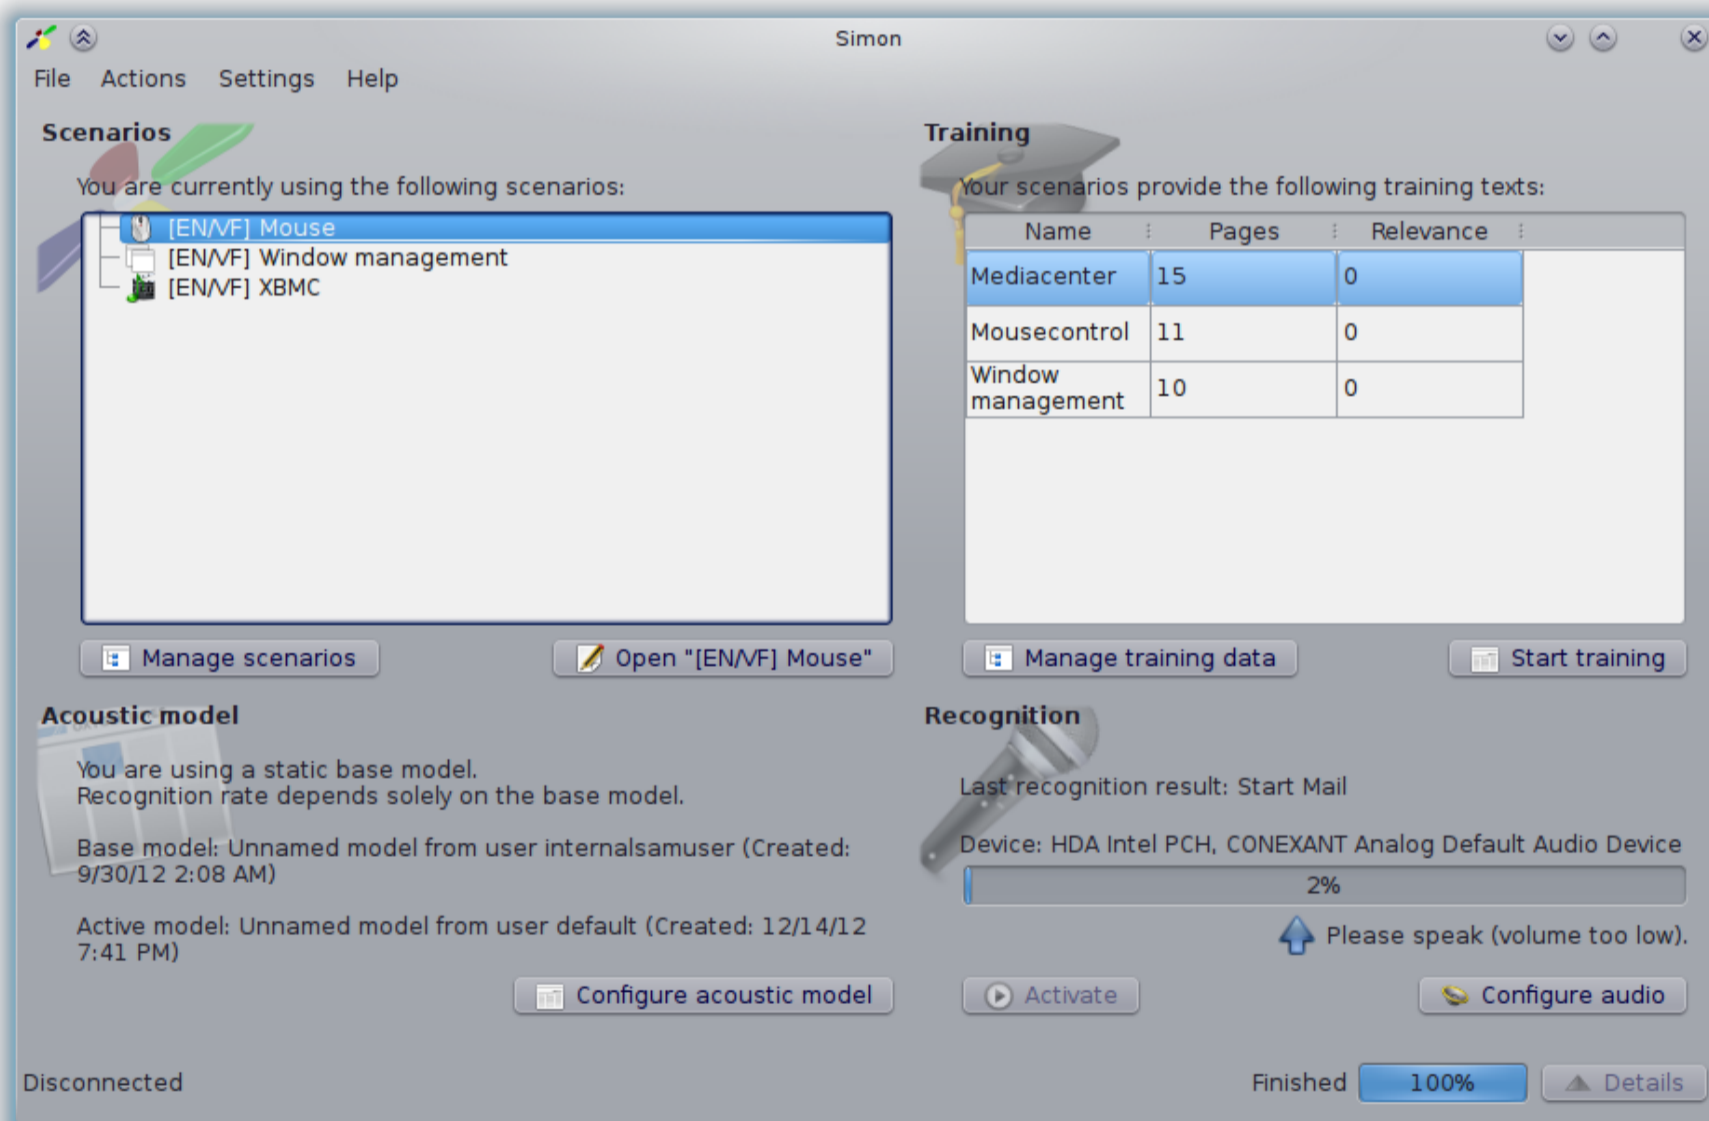 Simon
File Actions Settings Help
Scenarios
You are currently using the following scenarios:
[EN/VF] Mouse
[EN/VF] Window management
[EN/VF] XBMC
Manage scenarios
Open "[EN/VF] Mouse"
Training
Your scenarios provide the following training texts:
Name Pages Relevance
Mediacenter 15 0
Mousecontrol 11 0
Window
management 10 0
Manage training data
Start training
Acoustic model
You are using a static base model.
Recognition rate depends solely on the base model.
Base model: Unnamed model from user internalsamuser (Created:
9/30/12 2:08 AM)
Active model: Unnamed model from user default (Created: 12/14/12
7:41 PM)
Configure acoustic model
Recognition
Last recognition result: Start Mail
Device: HDA Intel PCH, CONEXANT Analog Default Audio Device
2%
Please speak (volume too low).
Activate
Configure audio
Disconnected
Finished
100%
Details